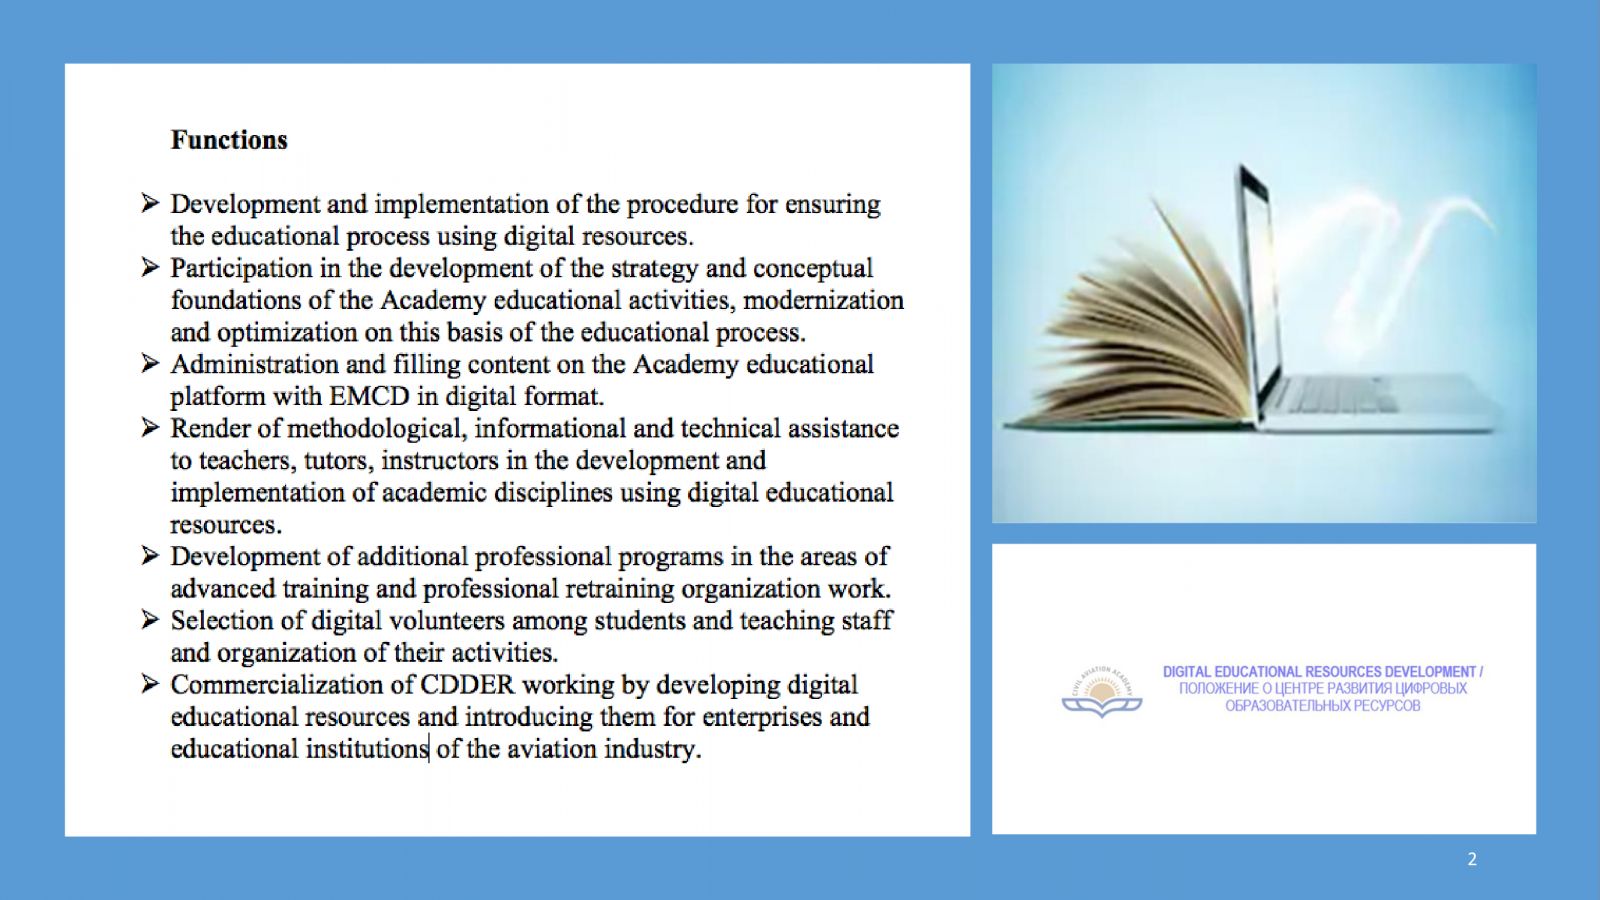 Functions
➢ Development and implementation of the procedure for ensuring
the educational process using digital resources.
➢ Participation in the development of the strategy and conceptual
foundations of the Academy educational activities, modernization
and optimization on this basis of the educational process.
➢ Administration and filling content on the Academy educational
platform with EMCD in digital format.
➢ Render of methodological, informational and technical assistance
to teachers, tutors, instructors in the development and
implementation of academic disciplines using digital educational
resources.
➢ Development of additional professional programs in the areas of
advanced training and professional retraining organization work.
➢ Selection of digital volunteers among students and teaching staff
and organization of their activities.
➢ Commercialization of CDDER working by developing digital
educational resources and introducing them for enterprises and
educational institutions of the aviation industry.
CIVIL AVIATION ACADEMY
DIGITAL EDUCATIONAL RESOURCES DEVELOPMENT /
ПОЛОЖЕНИЕ О ЦЕНТРЕ РАЗВИТИЯ ЦИФРОВЫХ
ОБРАЗОВАТЕЛЬНЫХ РЕСУРСОВ
2